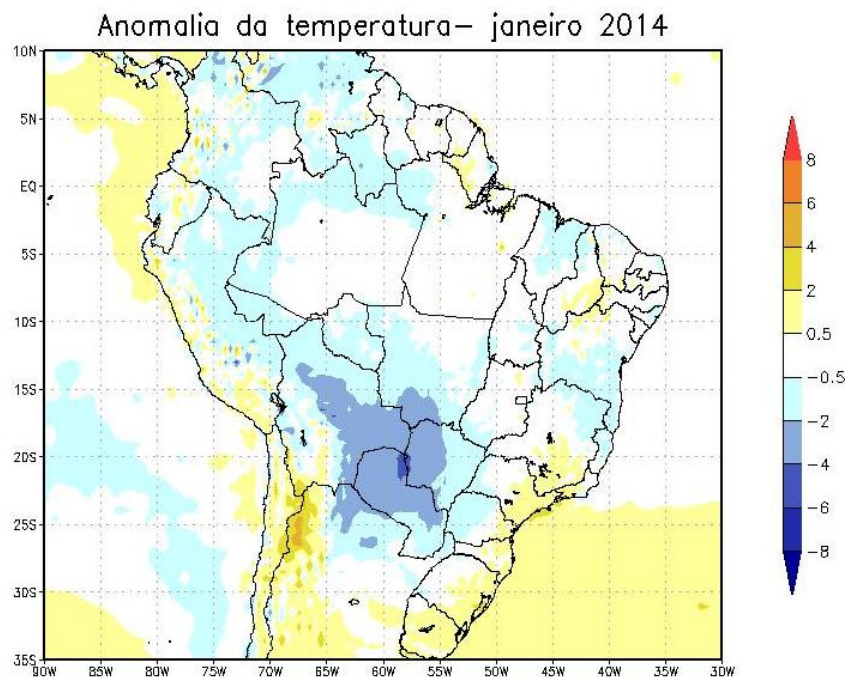 Anomalia da temperatura– janeiro 2014
10N
5N
EQ
5S
10S
15S
20S
25S
30S
35S
90W 85W 80W 75W 70W 65W 60W 55W 50W 45W 40W 35W 30W
8
6
4
2
0.5
−0.5
−2
−4
−6
−8